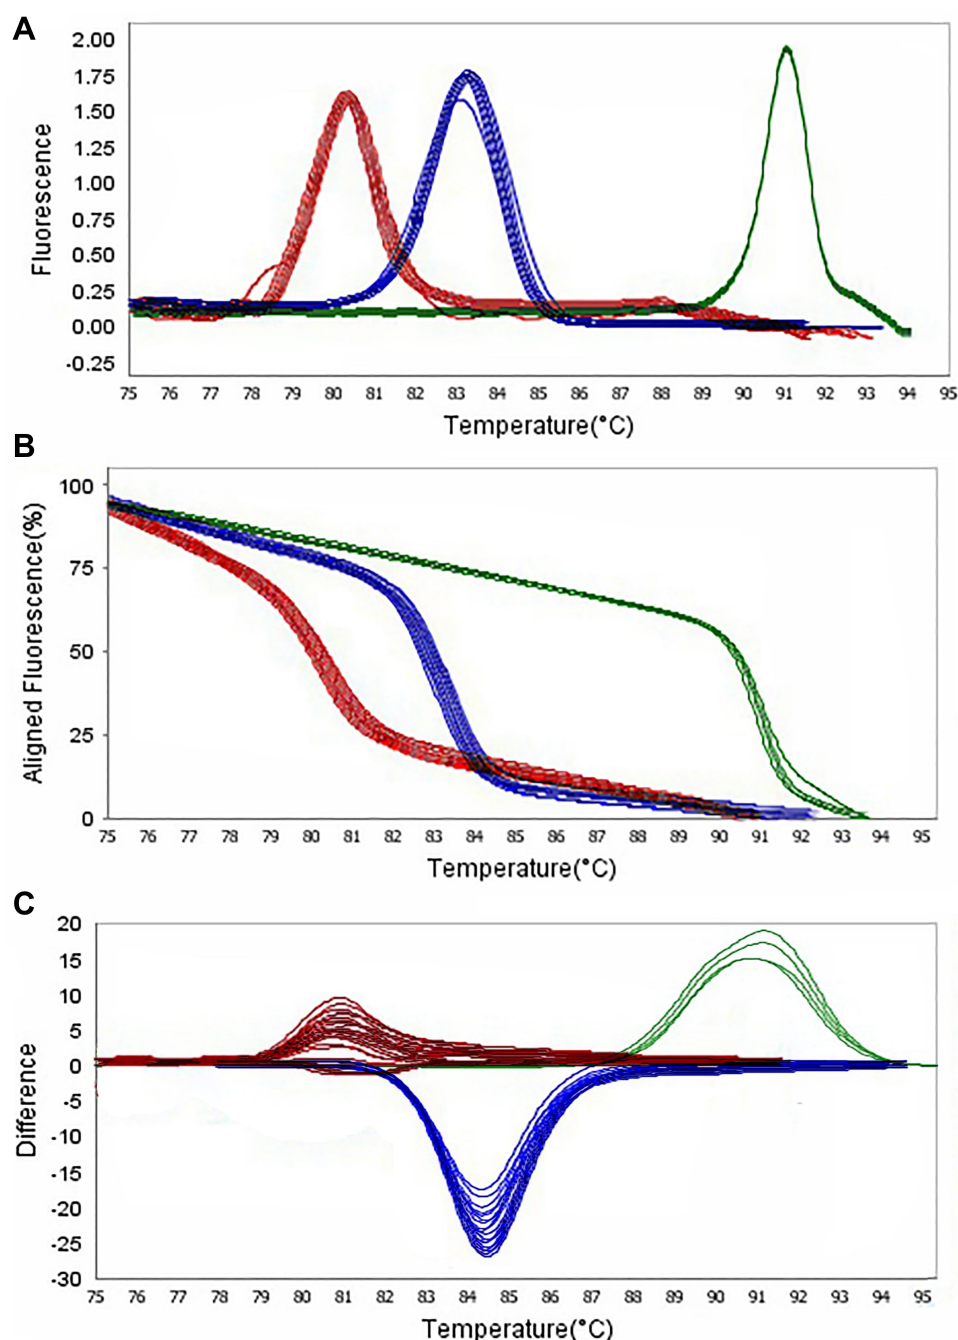 A
2.00
1.75
1.50
1.25
1.00
0.75
0.50
0.25
0.00
-0.25
Fluorescence
75 76 77 79 80 81 82 83 84 85 86 87 88 89 90 91 92 93 94 95
Temperature(°C)
B
100
75
50
25
0
Aligned Fluorescence(%)
75 76 77 78 80 81 82 83 84 85 86 87 88 89 90 91 92 93 95
Temperature(°C)
C
20
15
10
5
0
-5
-10
-15
-20
-25
-30
Difference
75 76 77 78 79 80 81 82 83 84 85 86 87 88 89 90 91 92 93 95
Temperature(°C)